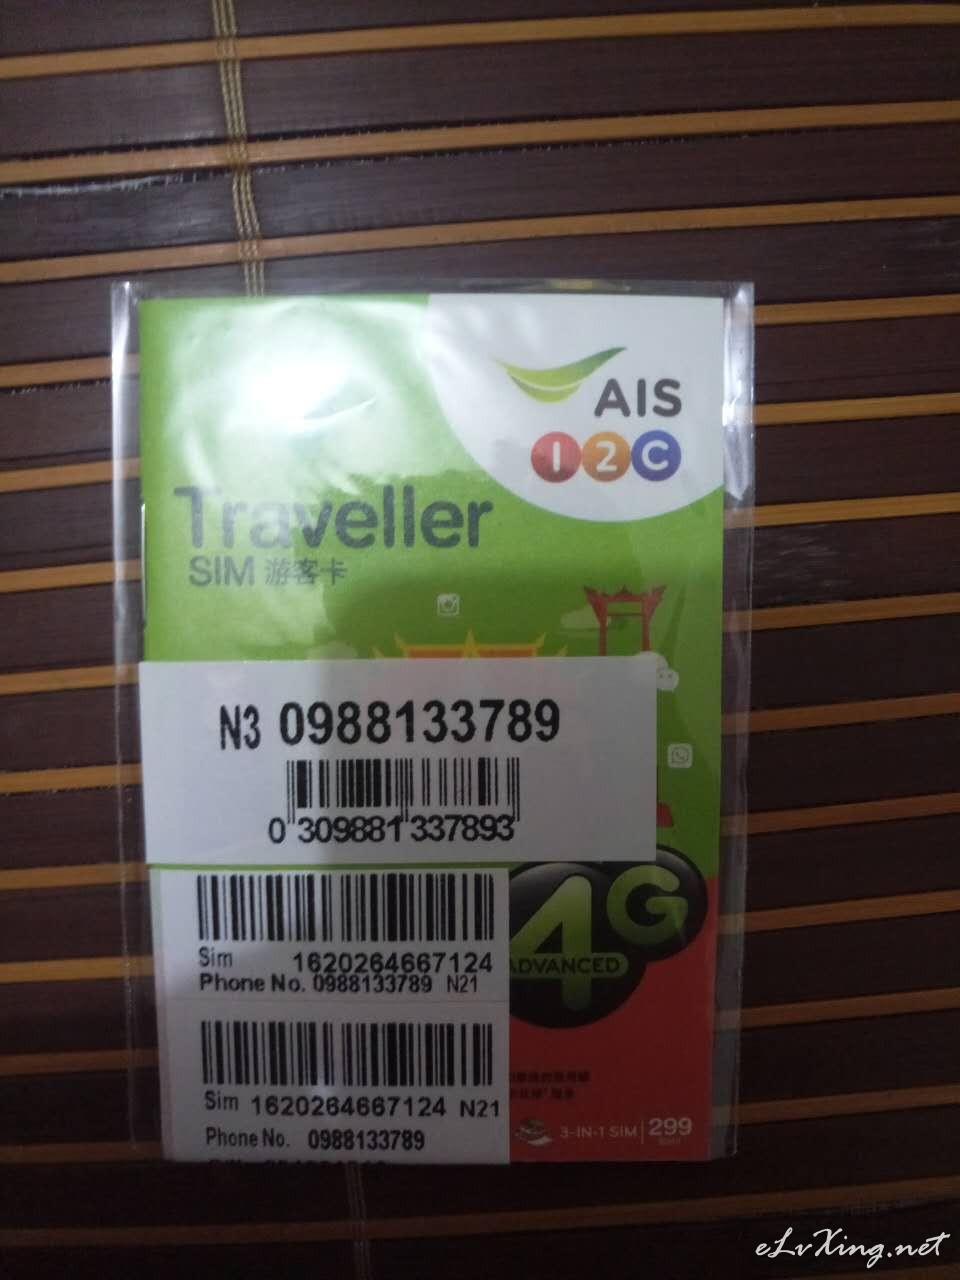 AIS
12C
Traveller
SIM 游客卡
N3 0988133789
0 309881 337893
4G
ADVANCED
Sim 1620264667124
Phone No. 0988133789 N21
Sim 1620264667124 N21
Phone No. 0988133789
3-IN-1 SIM 299
eLvXing.net